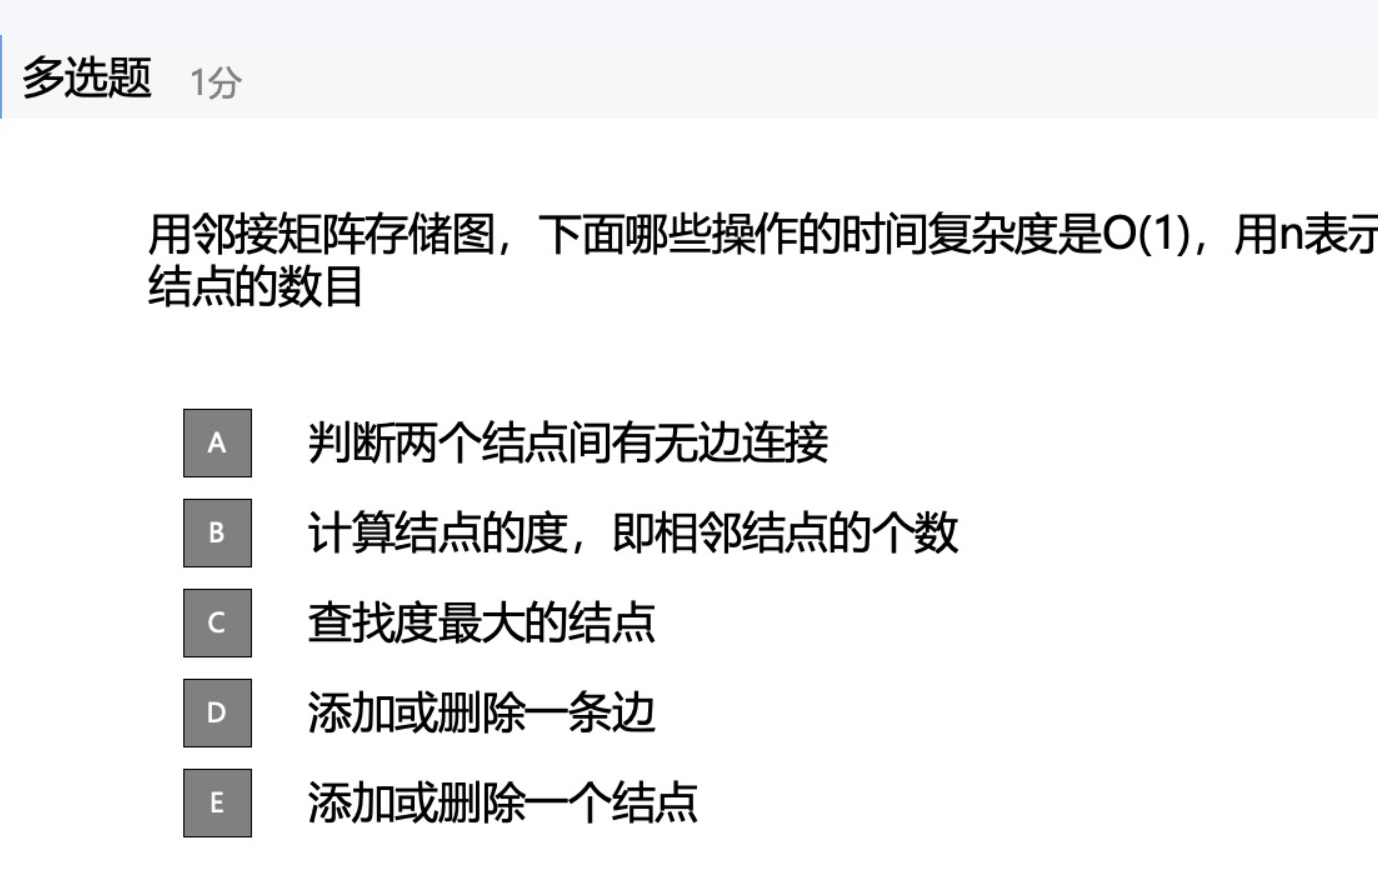 多选题 1分
用邻接矩阵存储图，下面哪些操作的时间复杂度是O(1)，用n表示
结点的数目
A 判断两个结点间有无边连接
B 计算结点的度，即相邻结点的个数
C 查找度最大的结点
D 添加或删除一条边
E 添加或删除一个结点